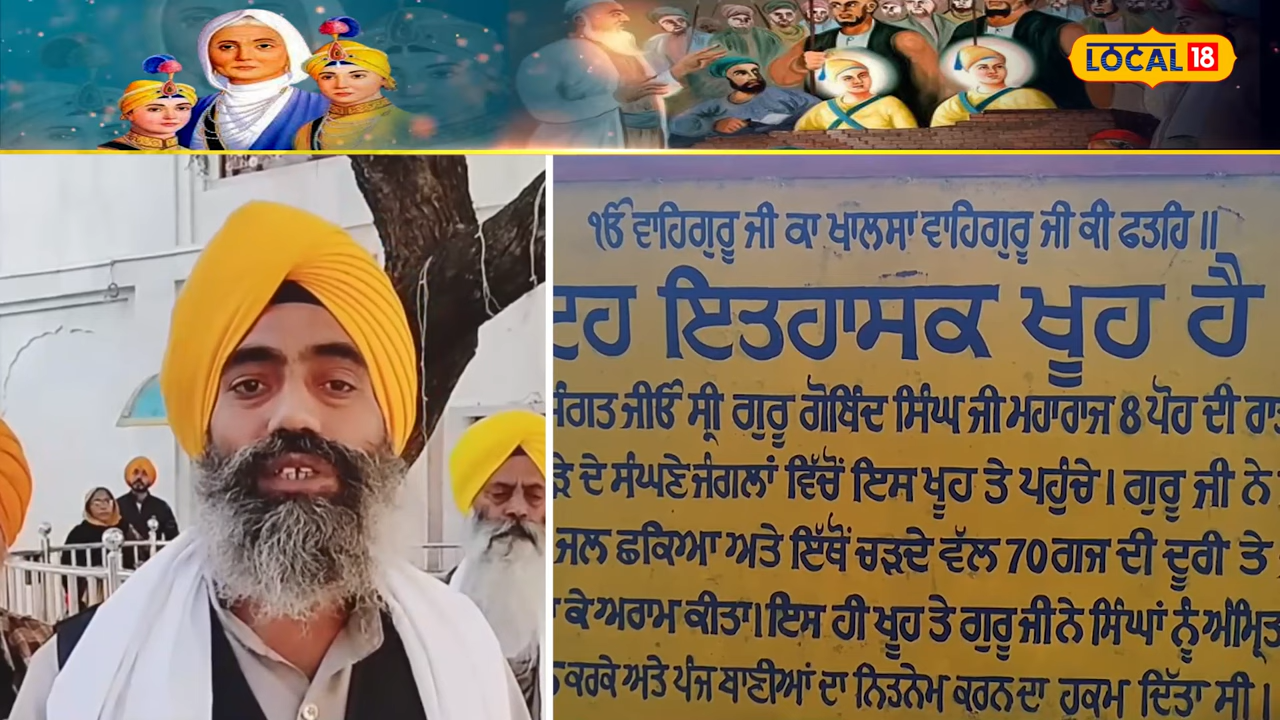 LOCAL 18
ੴ ਵਾਹਿਗੁਰੂ ਜੀ ਕਾ ਖਾਲਸਾ ਵਾਹਿਗੁਰੂ ਜੀ ਕੀ ਫਤਹਿ ॥
ਇਤਹਾਸਕ ਖੂਹ ਹੈ
ਜੀਓ ਸ੍ਰੀ ਗੁਰੂ ਗੋਬਿੰਦ ਸਿੰਘ ਜੀ ਮਹਾਰਾਜ 8 ਪੋਹ ਦੀ
ਦੇ ਸੰਘਣੇ ਜੰਗਲਾਂ ਵਿੱਚੋਂ ਇਸ ਖੂਹ ਤੇ ਪਹੁੰਚੇ । ਗੁਰੂ ਜੀ ਨੇ
ਜਲ ਛਕਿਆ ਅਤੇ ਇੱਥੋਂ ਚੜਦੇ ਵੱਲ 70 ਗਜ ਦੀ ਦੂਰੀ ਤੇ
ਕੇ ਅਰਾਮ ਕੀਤਾ। ਇਸ ਹੀ ਖੂਹ ਤੇ ਗੁਰੂ ਜੀ ਨੇ ਸਿੰਘਾਂ ਨੂੰ ਅੰਮ੍ਰਿਤ
ਕਰਕੇ ਅਤੇ ਪੰਜ ਬਾਣੀਆਂ ਦਾ ਨਿਤਨੇਮ ਕਰਨ ਦਾ ਹੁਕਮ ਦਿੱਤਾ ਸੀ ।